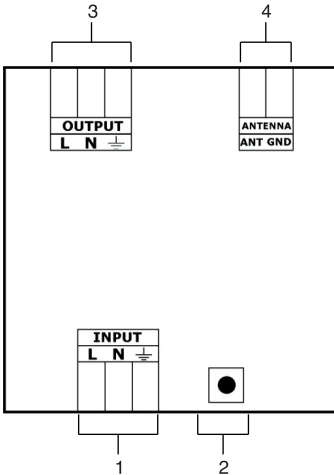 3 4
OUTPUT
L N
ANTENNA
ANT GND
INPUT
L N
1 2